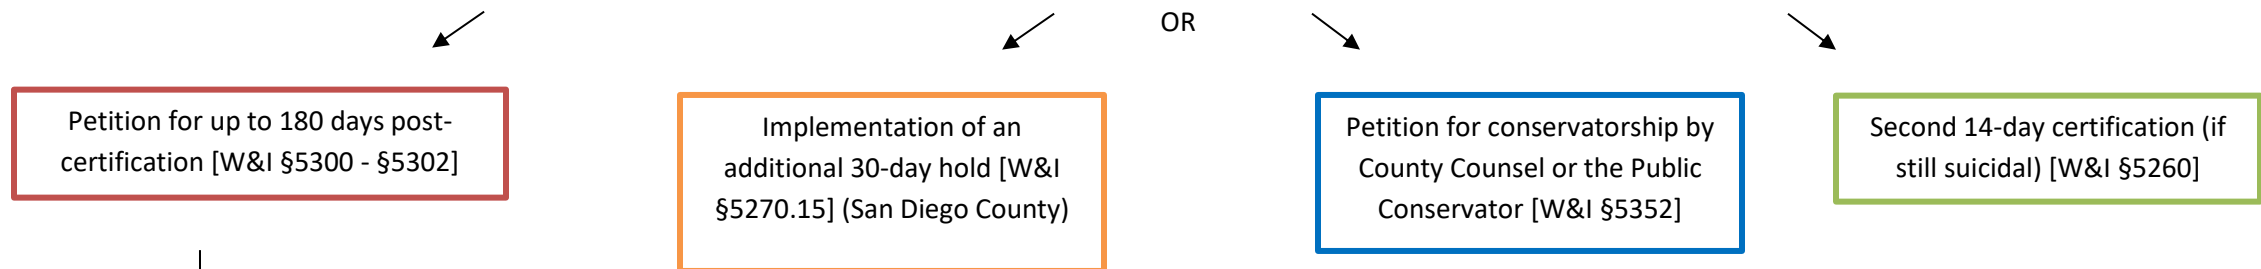 OR
Petition for up to 180 days post-
certification [W&I §5300 - §5302]
Implementation of an
additional 30-day hold [W&I
§5270.15] (San Diego County)
Petition for conservatorship by
County Counsel or the Public
Conservator [W&I §5352]
Second 14-day certification (if
still suicidal) [W&I §5260]